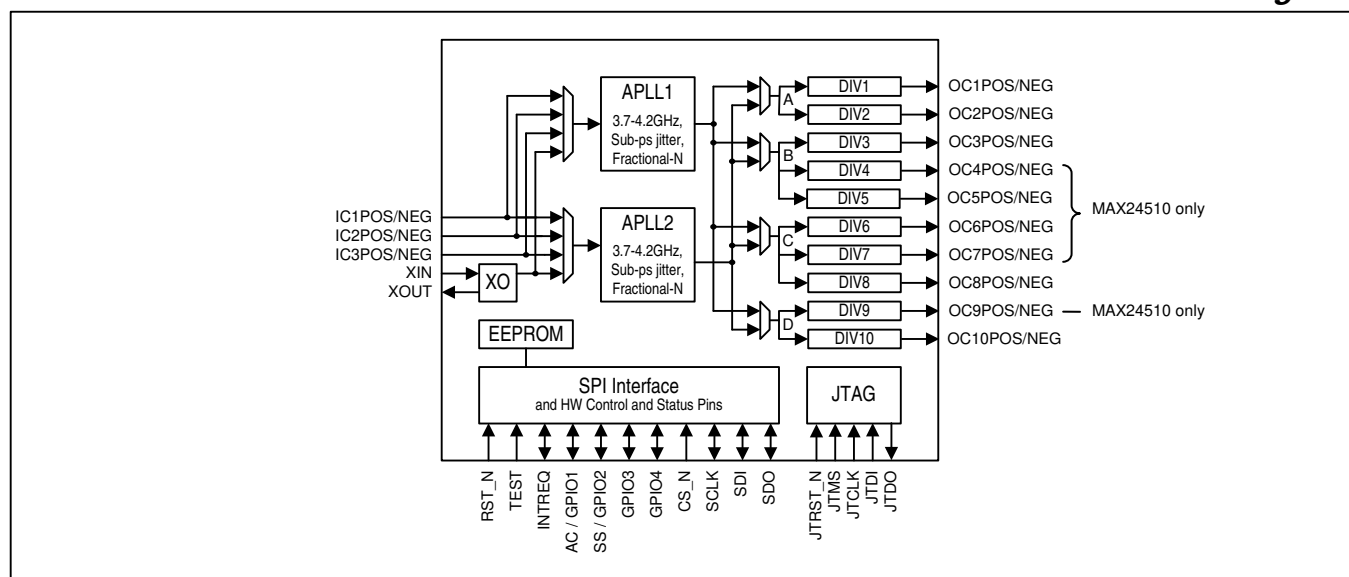 APLL1
3.7-4.2GHz,
Sub-ps jitter,
Fractional-N
APLL2
3.7-4.2GHz,
Sub-ps jitter,
Fractional-N
IC1POS/NEG
IC2POS/NEG
IC3POS/NEG
XIN
XOUT
XO
A
B
C
D
DIV1
DIV2
DIV3
DIV4
DIV5
DIV6
DIV7
DIV8
DIV9
DIV10
OC1POS/NEG
OC2POS/NEG
OC3POS/NEG
OC4POS/NEG
OC5POS/NEG
OC6POS/NEG
OC7POS/NEG
OC8POS/NEG
OC9POS/NEG
OC10POS/NEG
MAX24510 only
MAX24510 only
EEPROM
SPI Interface
and HW Control and Status Pins
JTAG
RST_N
TEST
INTREQ
AC / GPIO1
SS / GPIO2
GPIO3
GPIO4
CS_N
SCLK
SDI
SDO
JTRST_N
JTMS
JTCLK
JTDI
JTDO